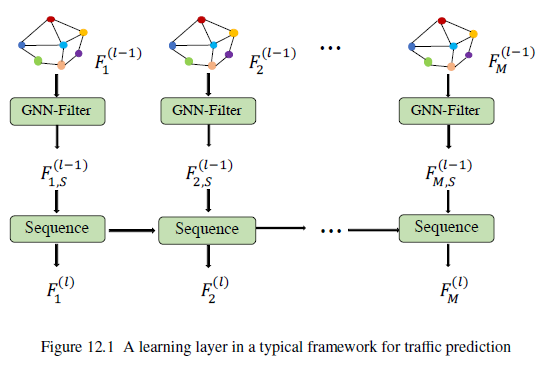 F_1^{(l−1)} F_2^{(l−1)} ... F_M^{(l−1)}
GNN-Filter GNN-Filter GNN-Filter
F_{1,S}^{(l−1)} F_{2,S}^{(l−1)} F_{M,S}^{(l−1)}
Sequence Sequence ... Sequence
F_1^{(l)} F_2^{(l)} F_M^{(l)}
Figure 12.1 A learning layer in a typical framework for traffic prediction